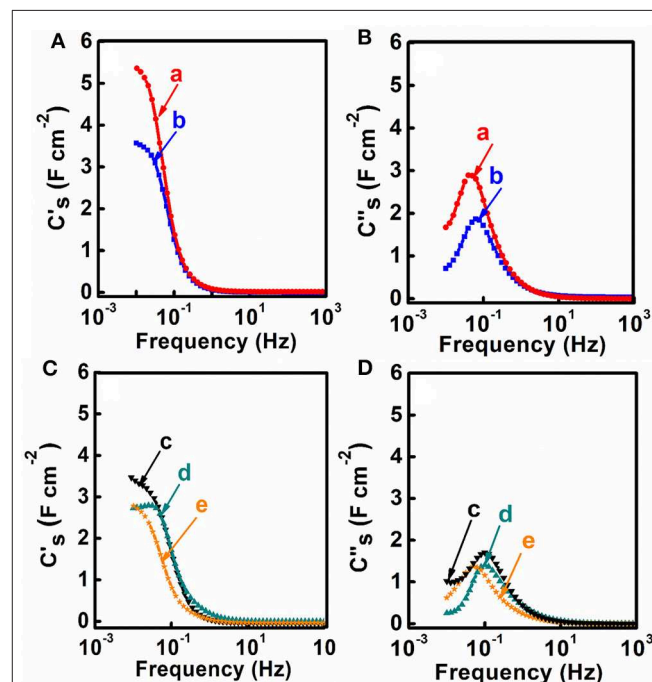 A
6
5
4
3
2
1
0
C's (F cm⁻²)
a
b
10⁻³ 10⁻¹ 10¹ 10³
Frequency (Hz)
B
6
5
4
3
2
1
0
C"s (F cm⁻²)
a
b
10⁻³ 10⁻¹ 10¹ 10³
Frequency (Hz)
C
6
5
4
3
2
1
0
C's (F cm⁻²)
c
d
e
10⁻³ 10⁻¹ 10¹ 10³
Frequency (Hz)
D
6
5
4
3
2
1
0
C"s (F cm⁻²)
c
d
e
10⁻³ 10⁻¹ 10¹ 10³
Frequency (Hz)